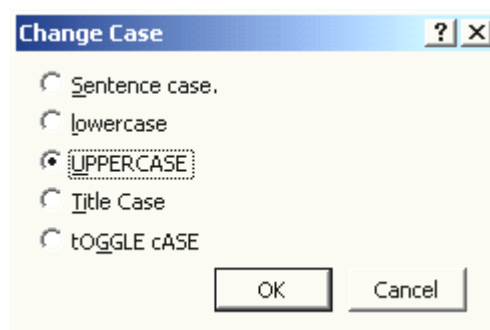 Change Case
?
Sentence case.
lowercase
UPPERCASE
Title Case
tOGGLE cASE
OK Cancel